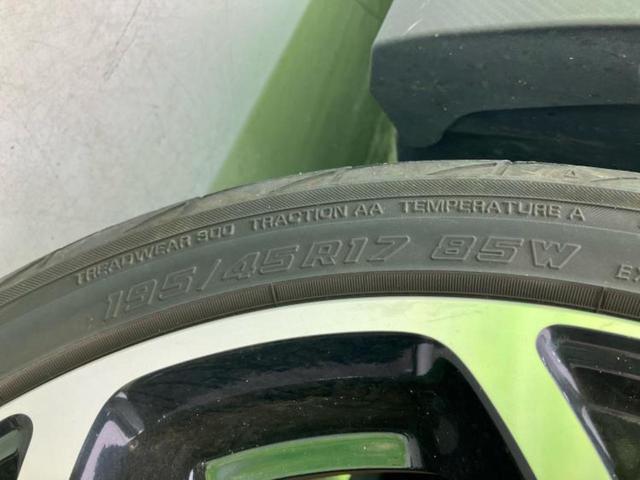 TREADWEAR 300 TRACTION AA TEMPERATURE A
195/45R17 85W